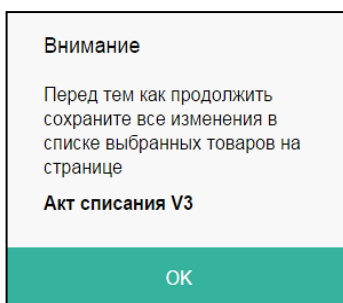 Внимание
Перед тем как продолжить
сохраните все изменения в
списке выбранных товаров на
странице
Акт списания V3
OK